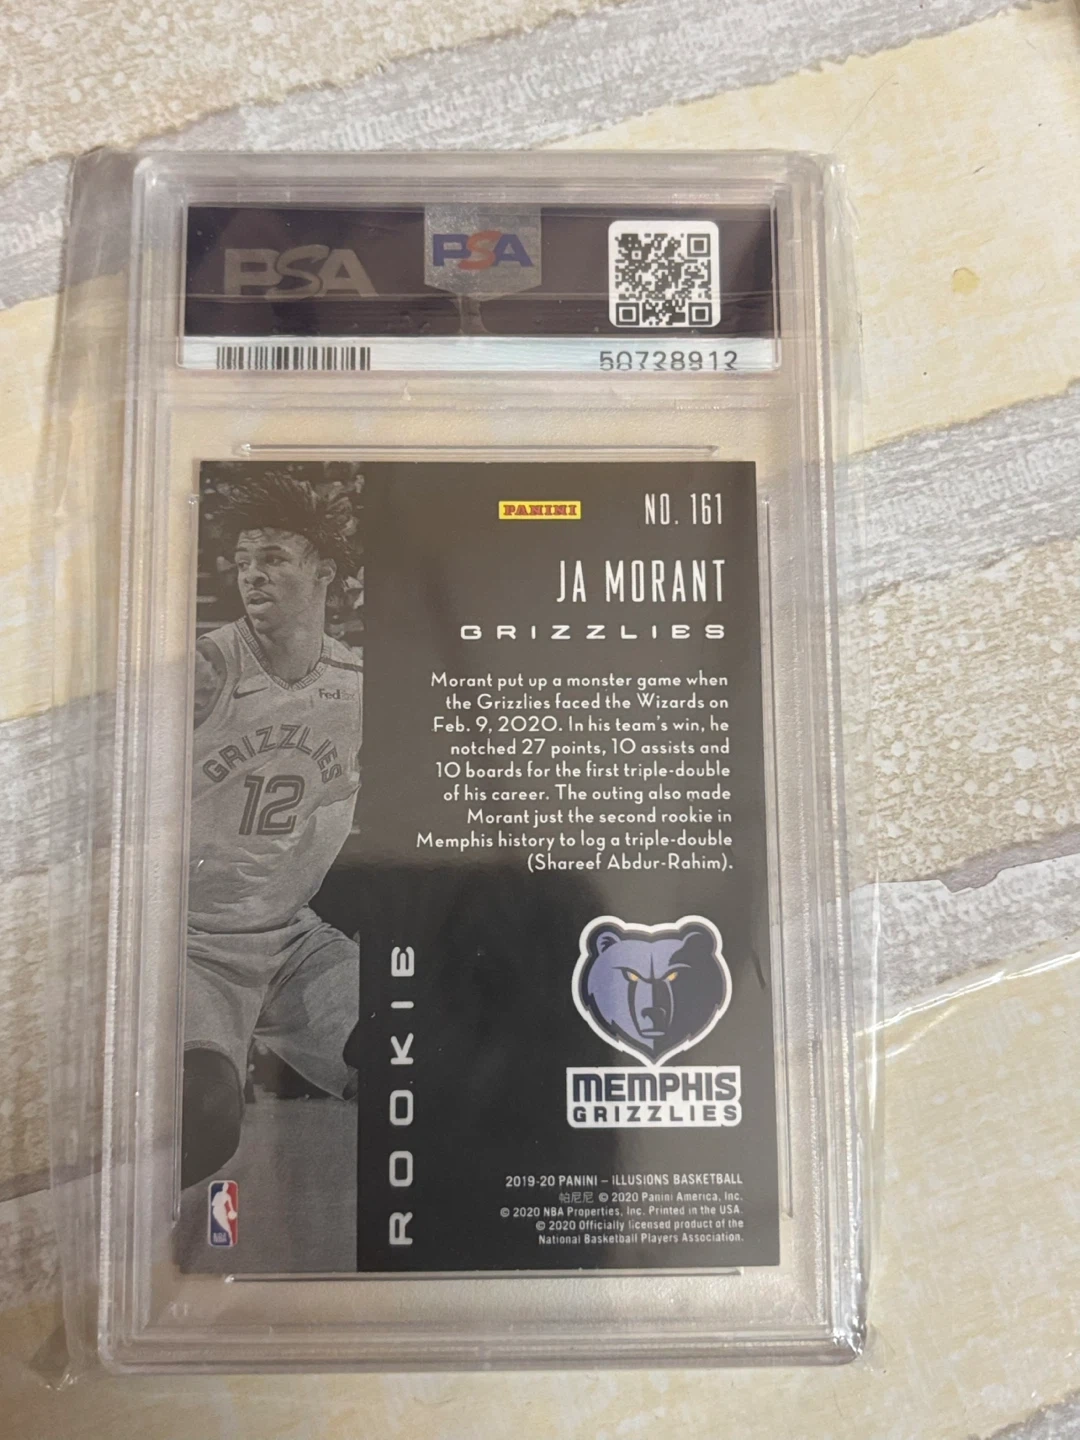 PSA
PSA
50728912
PANINI
NO. 161
JA MORANT
GRIZZLIES
Morant put up a monster game when
the Grizzlies faced the Wizards on
Feb. 9, 2020. In his team's win, he
notched 27 points, 10 assists and
10 boards for the first triple-double
of his career. The outing also made
Morant just the second rookie in
Memphis history to log a triple-double
(Shareef Abdur-Rahim).
FedEx
GRIZZLIES
12
ROOKIE
MEMPHIS
GRIZZLIES
2019-20 PANINI – ILLUSIONS BASKETBALL
帕尼尼 © 2020 Panini America, Inc.
© 2020 NBA Properties, Inc. Printed in the USA.
© 2020 Officially licensed product of the
National Basketball Players Association.
NBA